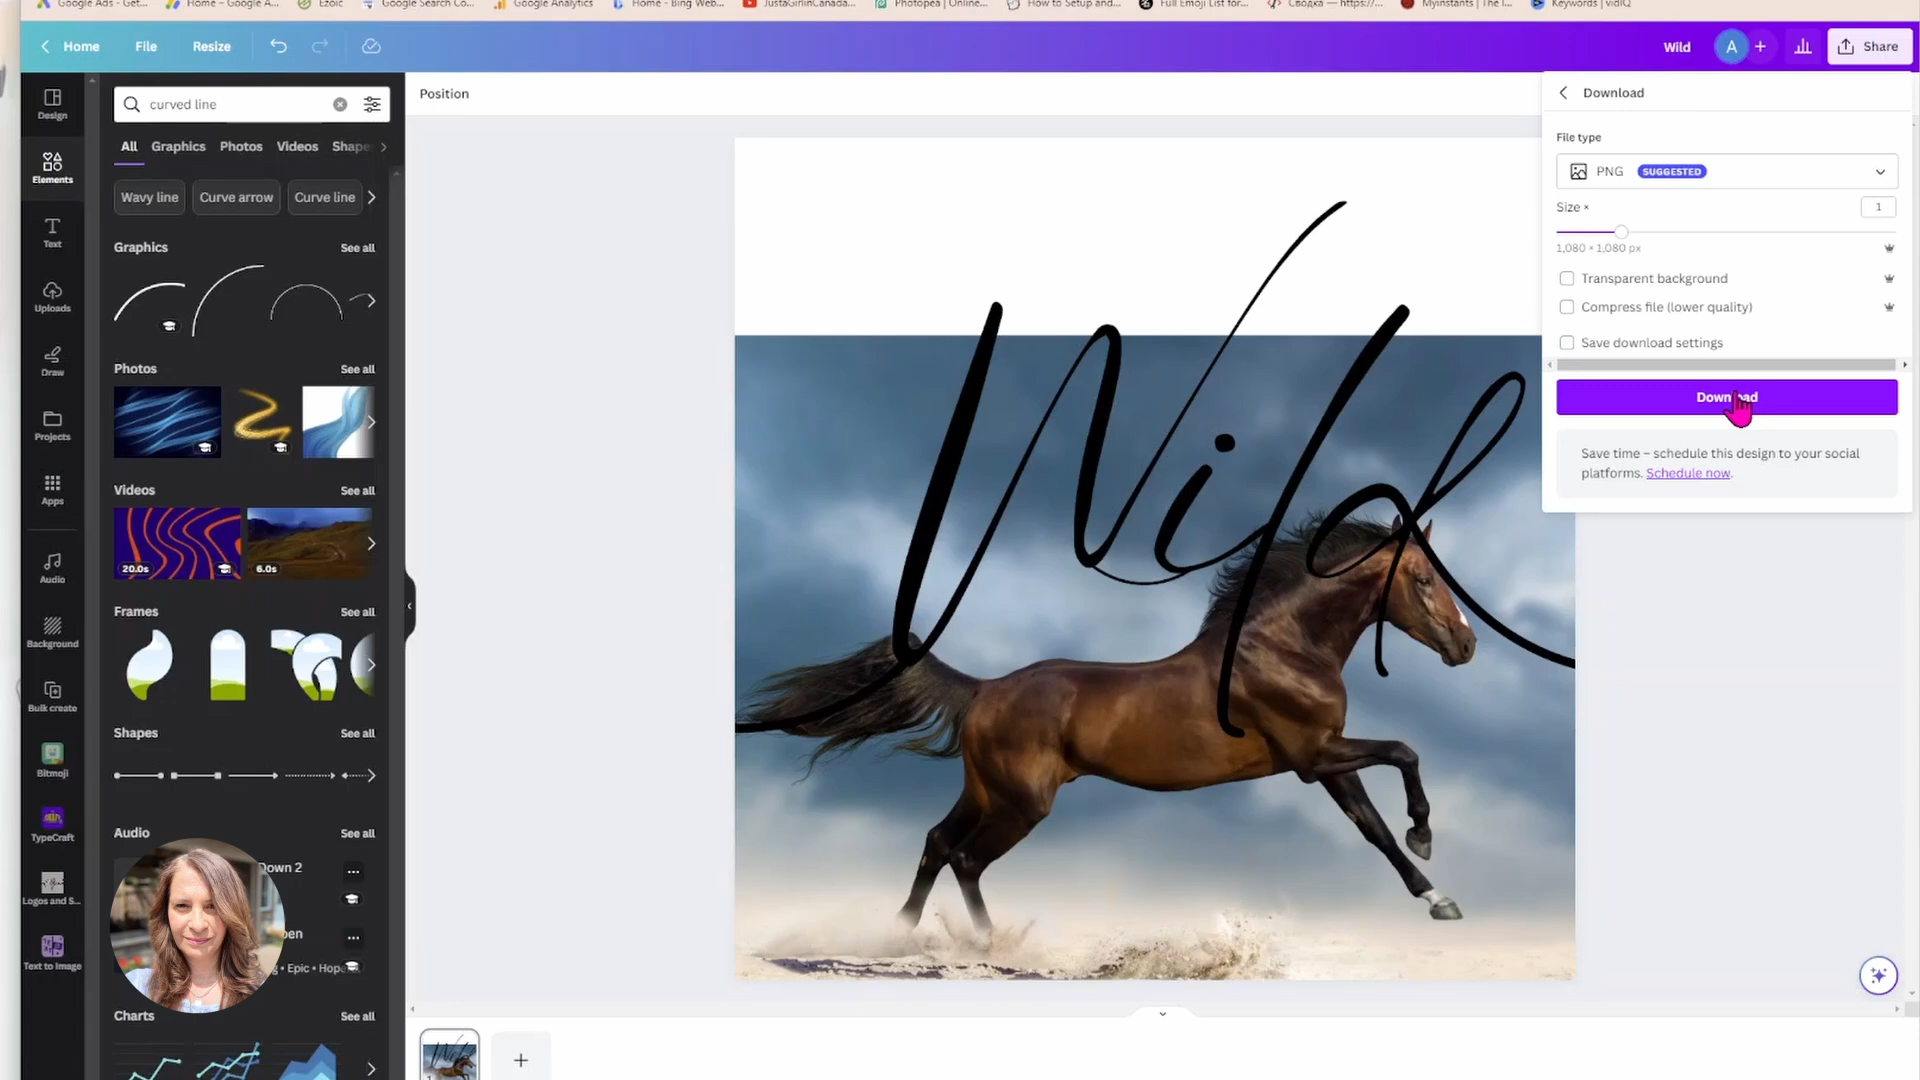 Google Ads - Get...
Home – Google A...
Ezoic
Google Search Co...
Google Analytics
Home - Bing Web...
JustaGirlinCanada...
Photopea | Online...
How to Setup and...
Full Emoji List for...
Сводка — https://...
Myinstants | The l...
Keywords | vidIQ
Home
File
Resize
Wild
A
Share
Design
Elements
Text
Uploads
Draw
Projects
Apps
Audio
Background
Bulk create
Bitmoji
TypeCraft
Logos and S...
Text to Image
curved line
All
Graphics
Photos
Videos
Shape
Wavy line
Curve arrow
Curve line
Graphics
See all
Photos
See all
Videos
See all
20.0s
6.0s
Frames
See all
Shapes
See all
Audio
See all
Down 2
pen
g • Epic • Hope
Charts
See all
Position
Wild
Download
File type
PNG SUGGESTED
Size × 1
1,080 × 1,080 px
Transparent background
Compress file (lower quality)
Save download settings
Download
Save time – schedule this design to your social
platforms. Schedule now.
Wild
1